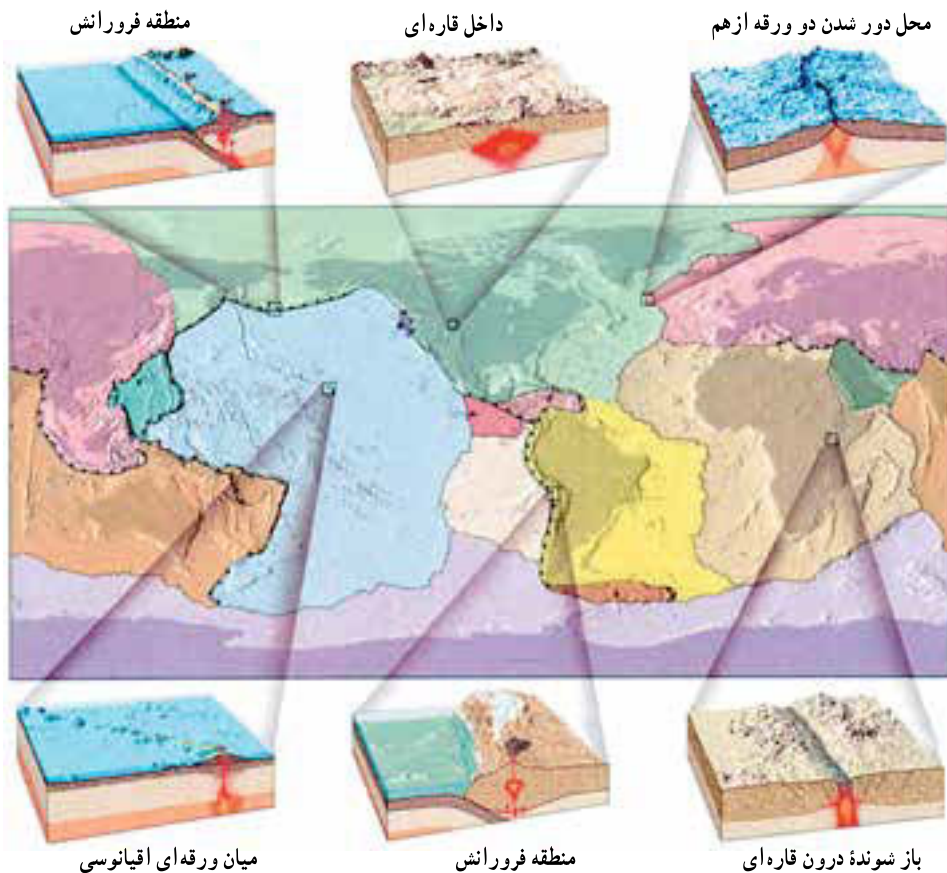 محل دور شدن دو ورقه ازهم
داخل قاره‌ای
منطقه فرورانش
باز شوندهٔ درون قاره‌ای
منطقه فرورانش
میان ورقه‌ای اقیانوسی